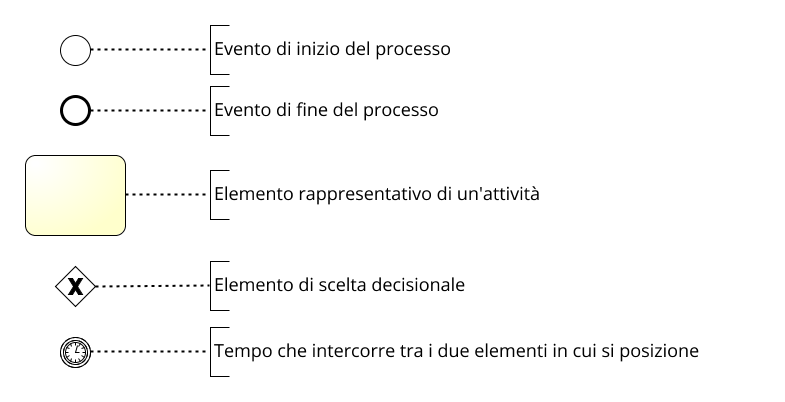 Evento di inizio del processo
Evento di fine del processo
Elemento rappresentativo di un'attività
Elemento di scelta decisionale
Tempo che intercorre tra i due elementi in cui si posizione